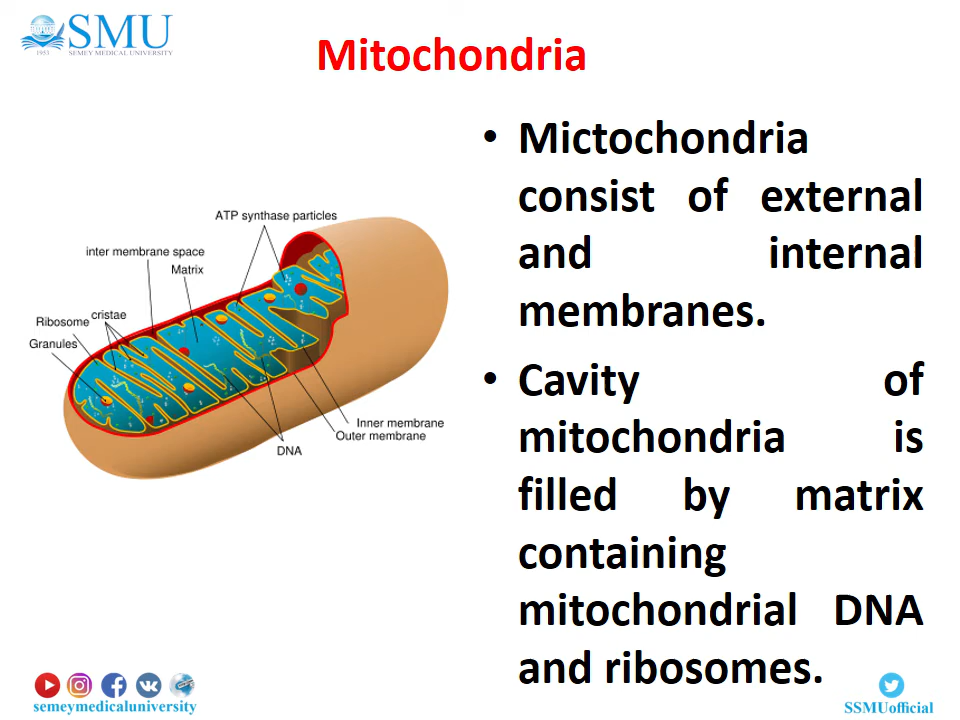 SMU
1953 SEMEY MEDICAL UNIVERSITY
Mitochondria
• Mictochondria
consist of external
and internal
membranes.
• Cavity of
mitochondria is
filled by matrix
containing
mitochondrial DNA
and ribosomes.
ATP synthase particles
inter membrane space
Matrix
cristae
Ribosome
Granules
Inner membrane
Outer membrane
DNA
semeymedicaluniversity
SSMUofficial